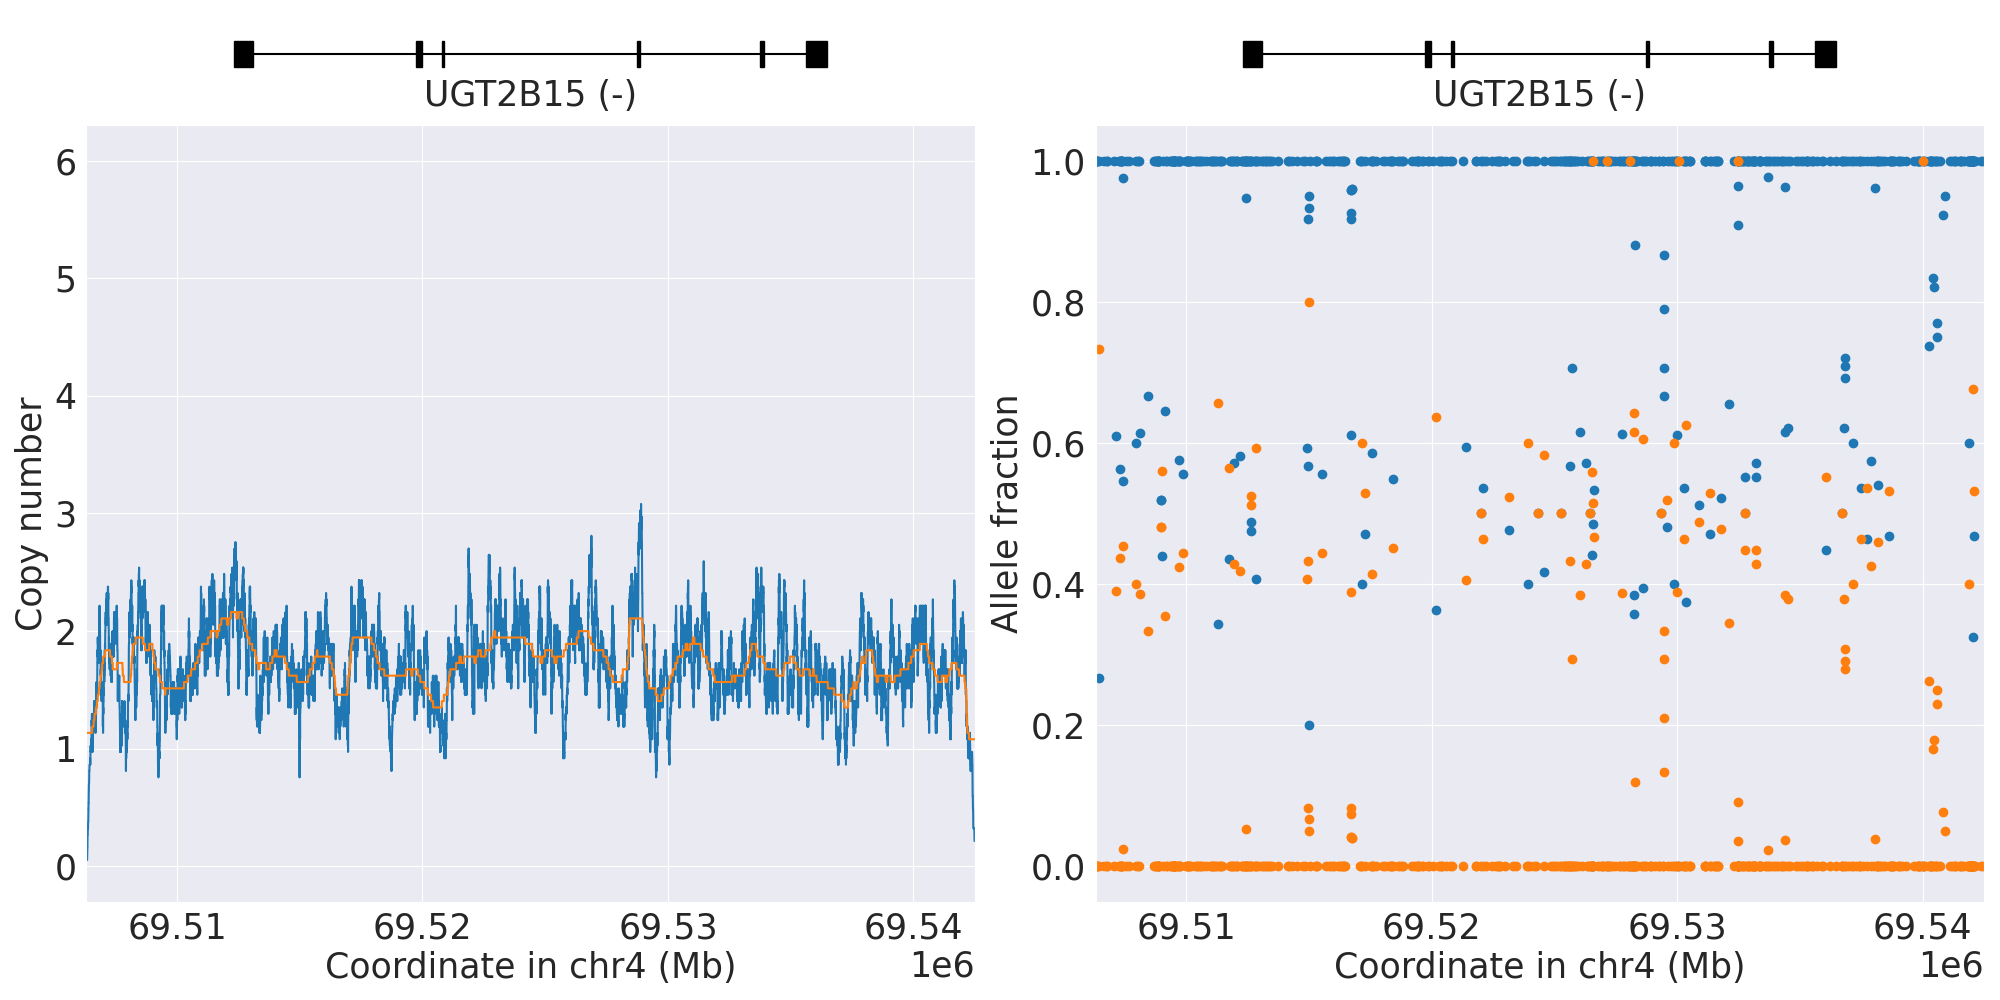 UGT2B15 (-)
UGT2B15 (-)
6
5
4
3
2
1
0
Copy number
69.51 69.52 69.53 69.54
Coordinate in chr4 (Mb)
1e6
1.0
0.8
0.6
0.4
0.2
0.0
Allele fraction
69.51 69.52 69.53 69.54
Coordinate in chr4 (Mb)
1e6